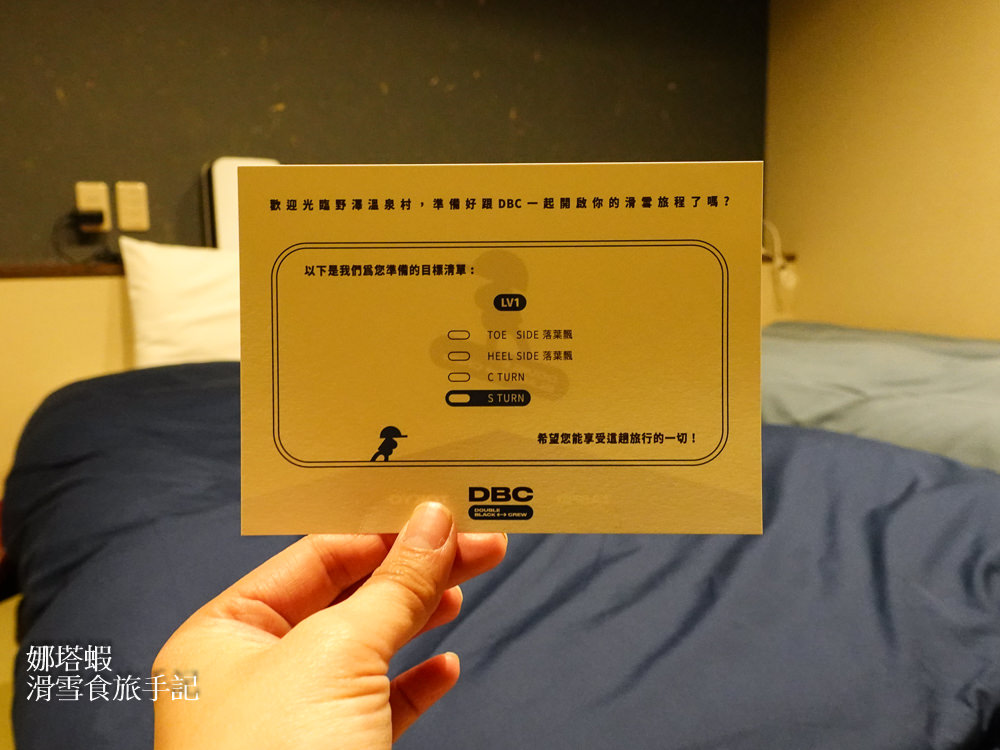 歡迎光臨野澤溫泉村，準備好跟DBC一起開啟你的滑雪旅程了嗎？
以下是我們為您準備的目標清單：
LV1
TOE SIDE 落葉飄
HEEL SIDE 落葉飄
C TURN
S TURN
希望您能享受這趟旅行的一切！
DBC
DOUBLE
BLACK CREW
娜塔蝦
滑雪食旅手記